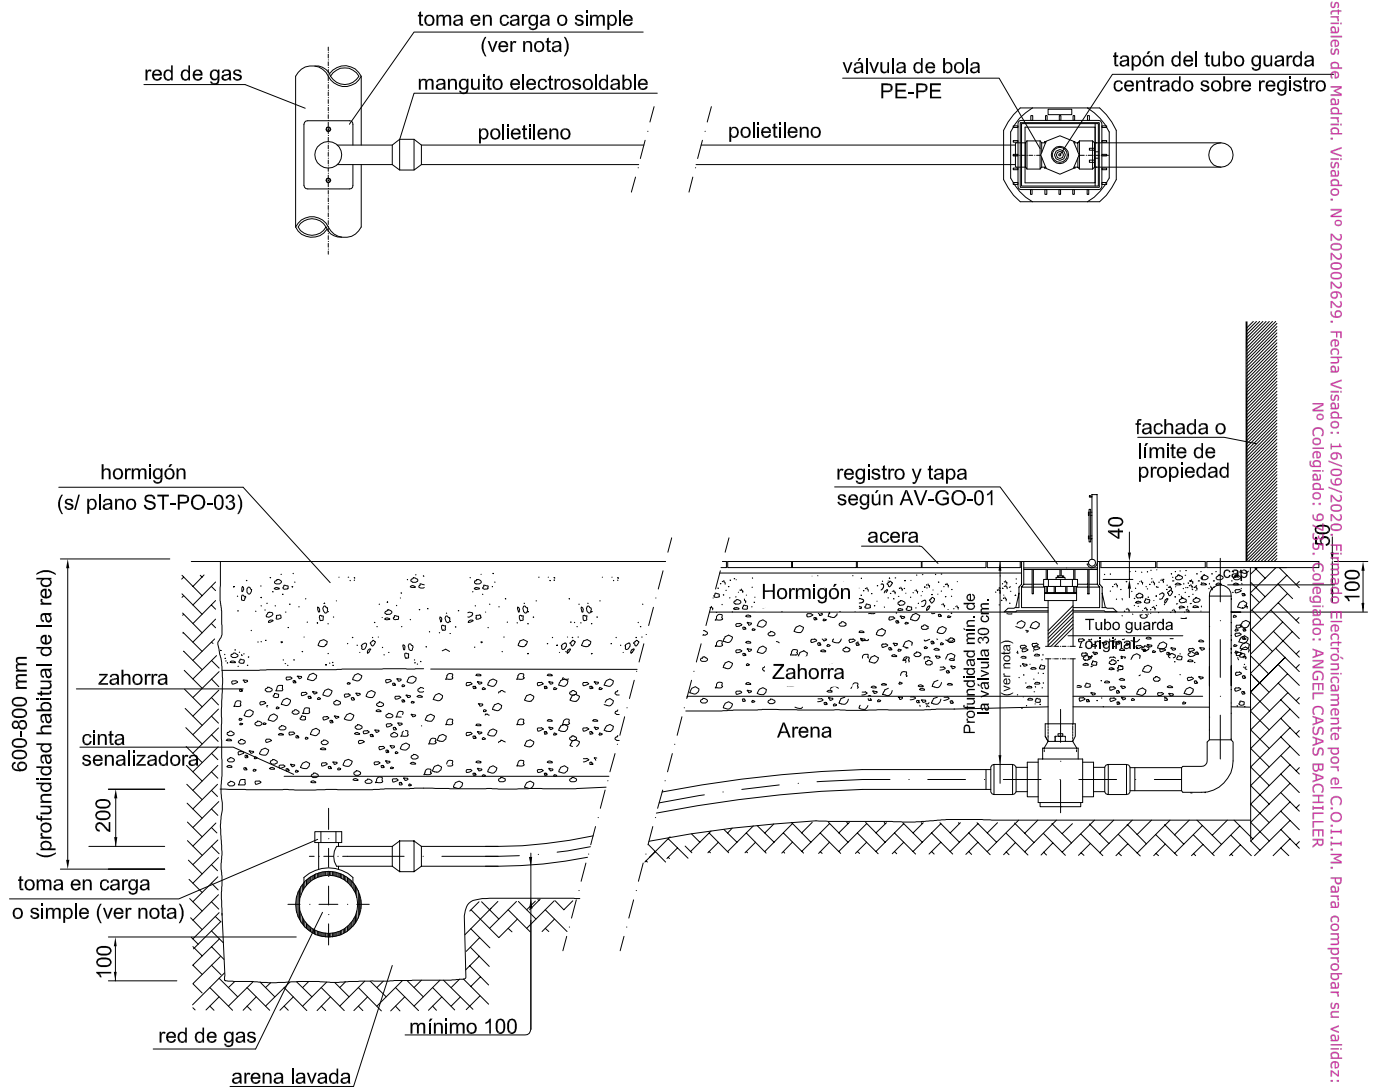 toma en carga o simple
(ver nota)
red de gas
manguito electrosoldable
válvula de bola
PE-PE
tapón del tubo guarda
centrado sobre registro
polietileno
polietileno
fachada o
límite de
propiedad
hormigón
(s/ plano ST-PO-03)
registro y tapa
según AV-GO-01
acera
40
50
100
cap
Hormigón
Tubo guarda
original
Zahorra
Arena
Profundidad mín. de
la válvula 30 cm.
(ver nota)
600-800 mm
(profundidad habitual de la red)
zahorra
cinta
senalizadora
200
toma en carga
o simple (ver nota)
100
red de gas
mínimo 100
arena lavada
striales de Madrid. Visado. Nº 202002629. Fecha Visado: 16/09/2020. Firmado Electrónicamente por el C.O.I.I.M. Para comprobar su validez:
Nº Colegiado: Colegiado: ANGEL CASAS BACHILLER